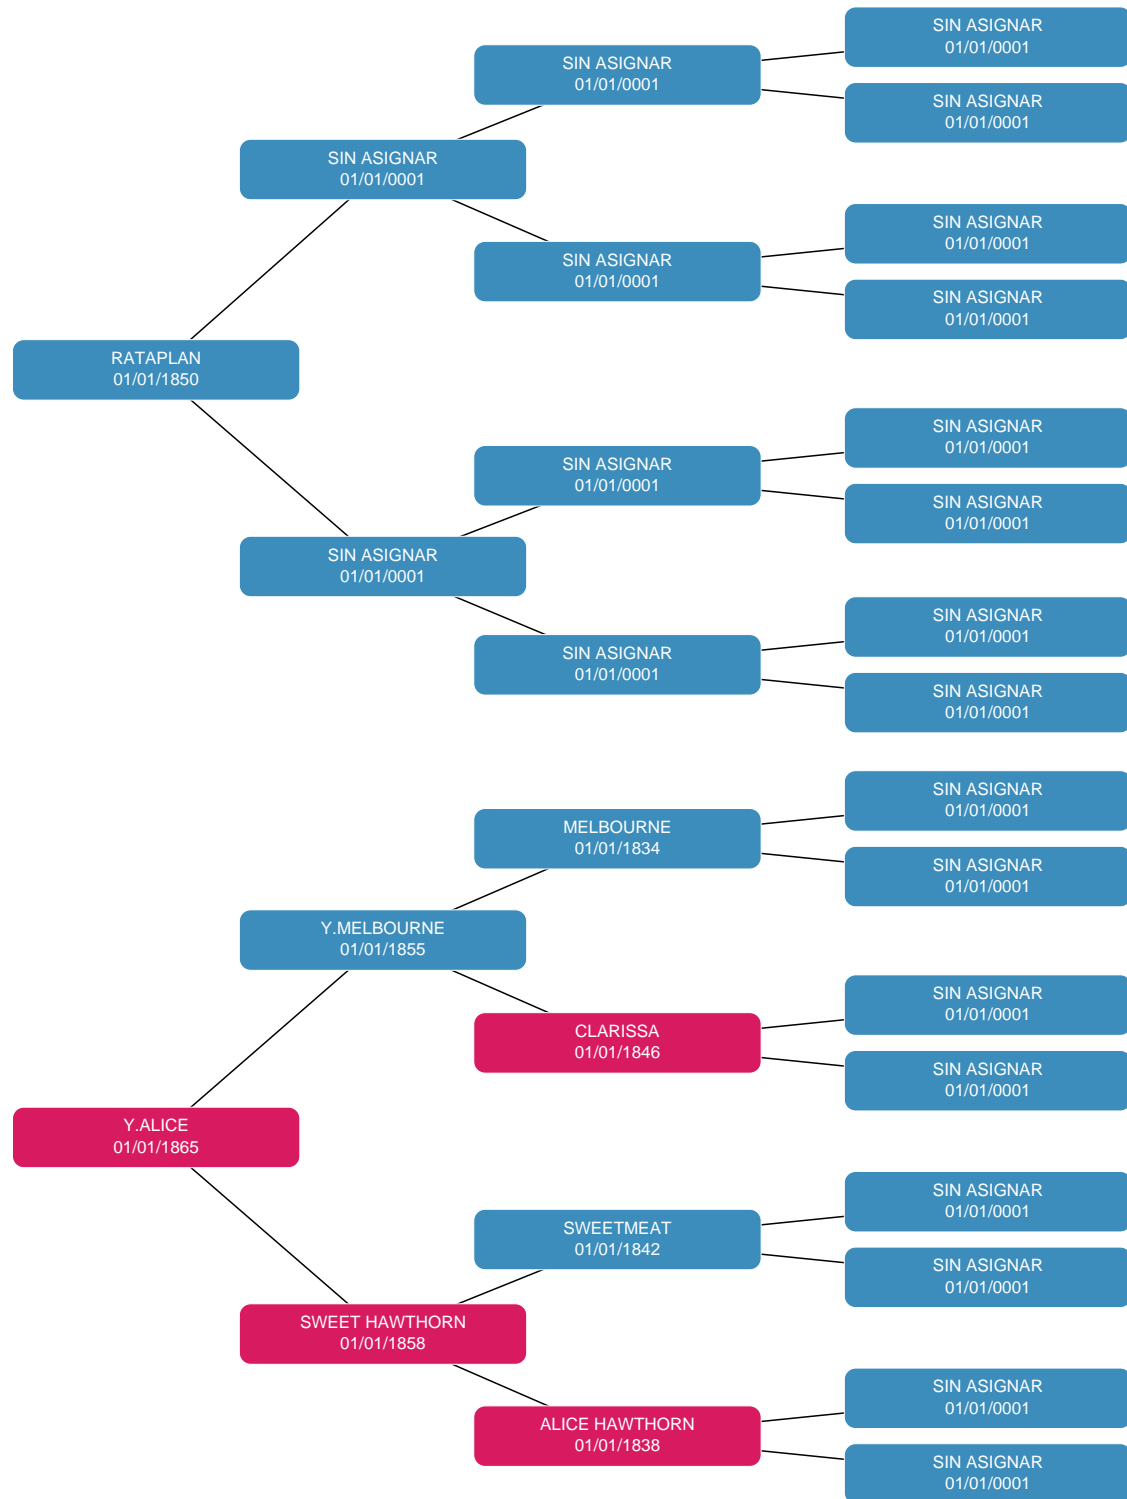 SIN ASIGNAR
01/01/0001
SIN ASIGNAR
01/01/0001
SIN ASIGNAR
01/01/0001
SIN ASIGNAR
01/01/0001
SIN ASIGNAR
01/01/0001
SIN ASIGNAR
01/01/0001
SIN ASIGNAR
01/01/0001
RATAPLAN
01/01/1850
SIN ASIGNAR
01/01/0001
SIN ASIGNAR
01/01/0001
SIN ASIGNAR
01/01/0001
SIN ASIGNAR
01/01/0001
SIN ASIGNAR
01/01/0001
SIN ASIGNAR
01/01/0001
SIN ASIGNAR
01/01/0001
SIN ASIGNAR
01/01/0001
MELBOURNE
01/01/1834
SIN ASIGNAR
01/01/0001
Y.MELBOURNE
01/01/1855
SIN ASIGNAR
01/01/0001
CLARISSA
01/01/1846
SIN ASIGNAR
01/01/0001
Y.ALICE
01/01/1865
SIN ASIGNAR
01/01/0001
SWEETMEAT
01/01/1842
SIN ASIGNAR
01/01/0001
SWEET HAWTHORN
01/01/1858
SIN ASIGNAR
01/01/0001
ALICE HAWTHORN
01/01/1838
SIN ASIGNAR
01/01/0001